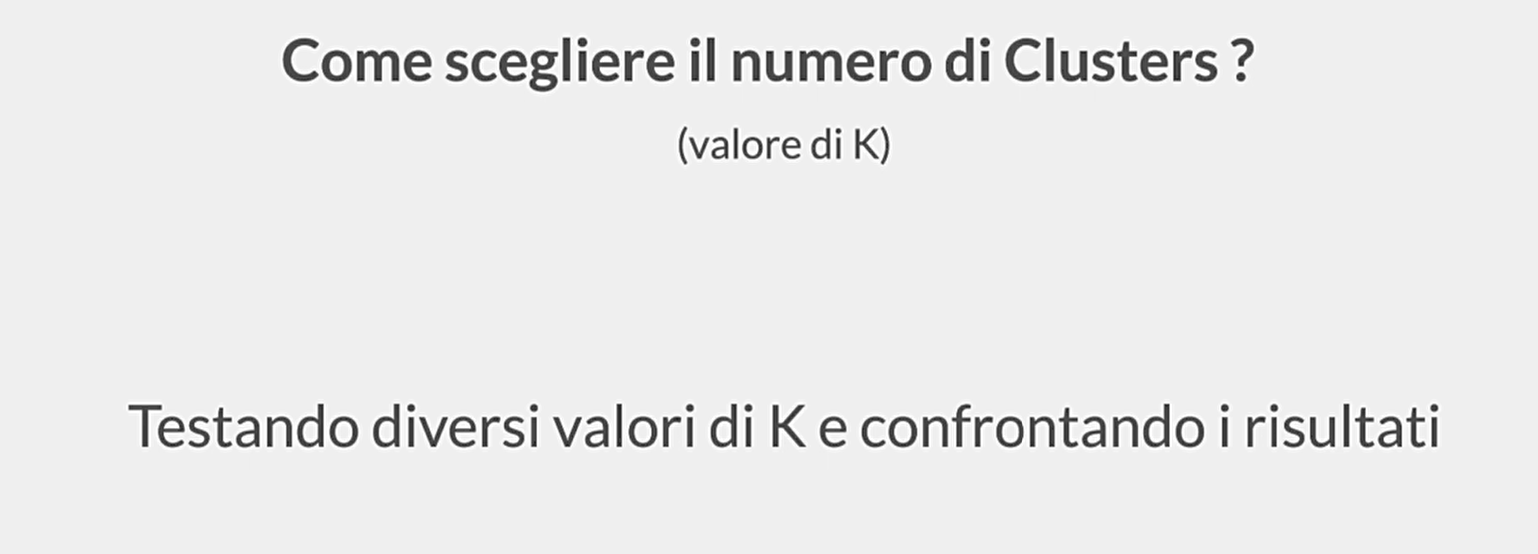 Come scegliere il numero di Clusters ?
(valore di K)
Testando diversi valori di K e confrontando i risultati